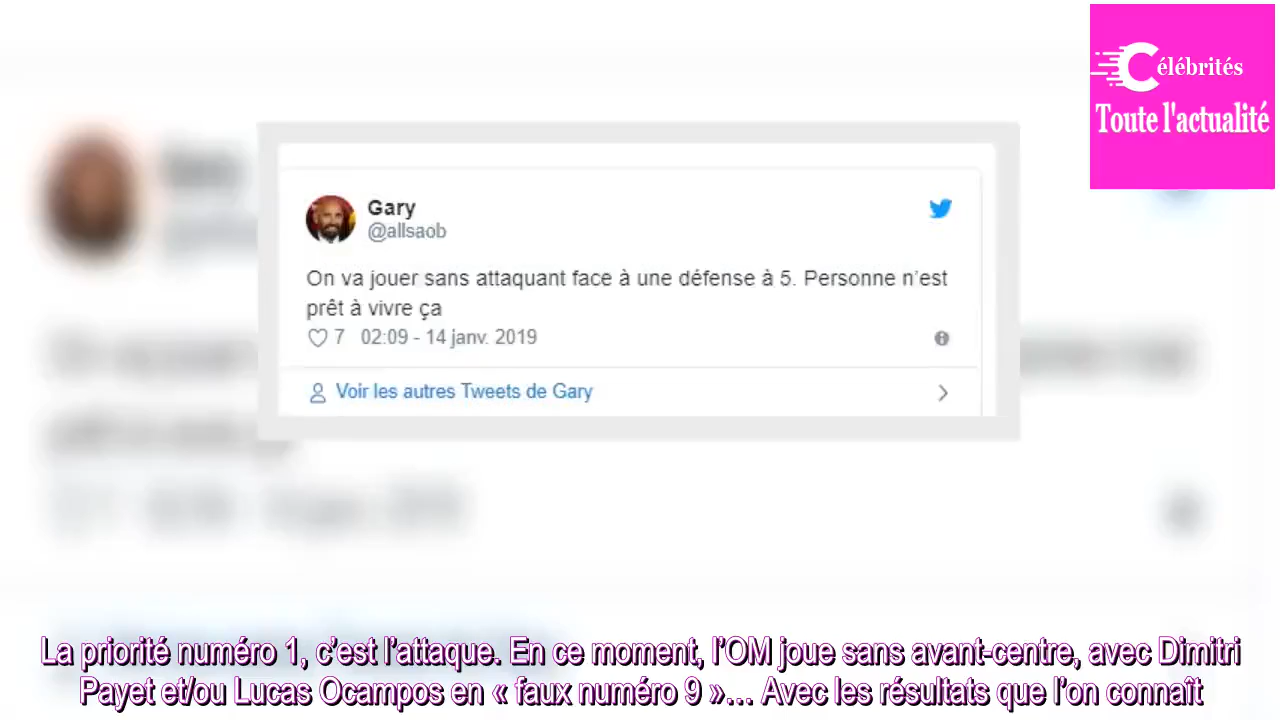 Célébrités
Toute l'actualité
Gary
@allsaob
On va jouer sans attaquant face à une défense à 5. Personne n’est
prêt à vivre ça
7 02:09 - 14 janv. 2019
Voir les autres Tweets de Gary
La priorité numéro 1, c’est l’attaque. En ce moment, l’OM joue sans avant-centre, avec Dimitri
Payet et/ou Lucas Ocampos en « faux numéro 9 »… Avec les résultats que l’on connaît